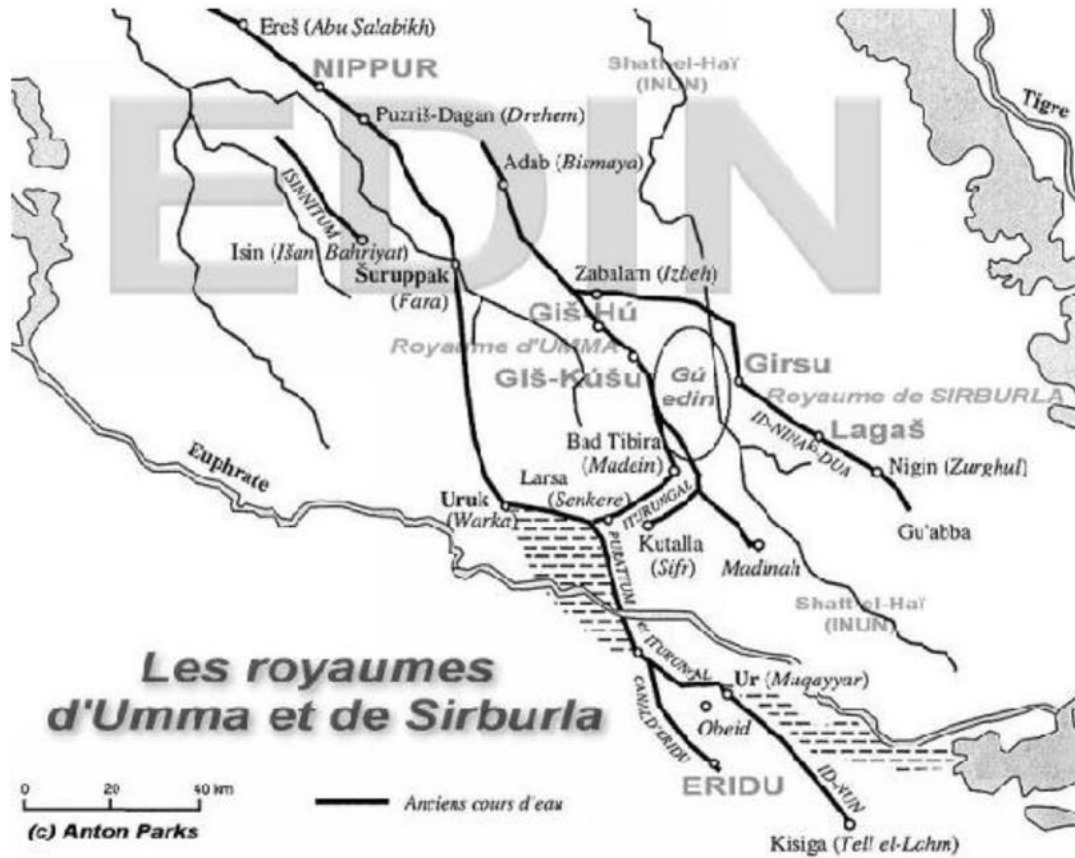 Ereš (Abu Salabikh)
NIPPUR
Shatt-el-Haï
(INUN)
Tigre
EDIN
Puzriš-Dagan (Drehem)
Adab (Bismaya)
ISINNITUM
Isin (Išan Bahriyat)
Šuruppak
(Fara)
Zabalam (Izbeh)
Giš-Hú
Royaume d'UMMA
Giš-Kúšu
Gú
edin
Girsu
Royaume de SIRBURLA
ID-NINA-KI-DUA
Lagaš
Bad Tibira
(Madein)
Nigin (Zurghul)
Euphrate
Larsa
(Senkere)
Uruk
(Warka)
ITURUNGAL
Gu'abba
Kutalla
(Sifr)
Madinah
PURATTUM
Shatt-el-Haï
(INUN)
et ITURUNGAL
Les royaumes
d'Umma et de Sirburla
Ur (Muqayyar)
CANAL D'ERIDU
Obeid
ERIDU
ID-NUN
0 20 40 km
Anciens cours d'eau
(c) Anton Parks
Kisiga (Tell el-Lahm)